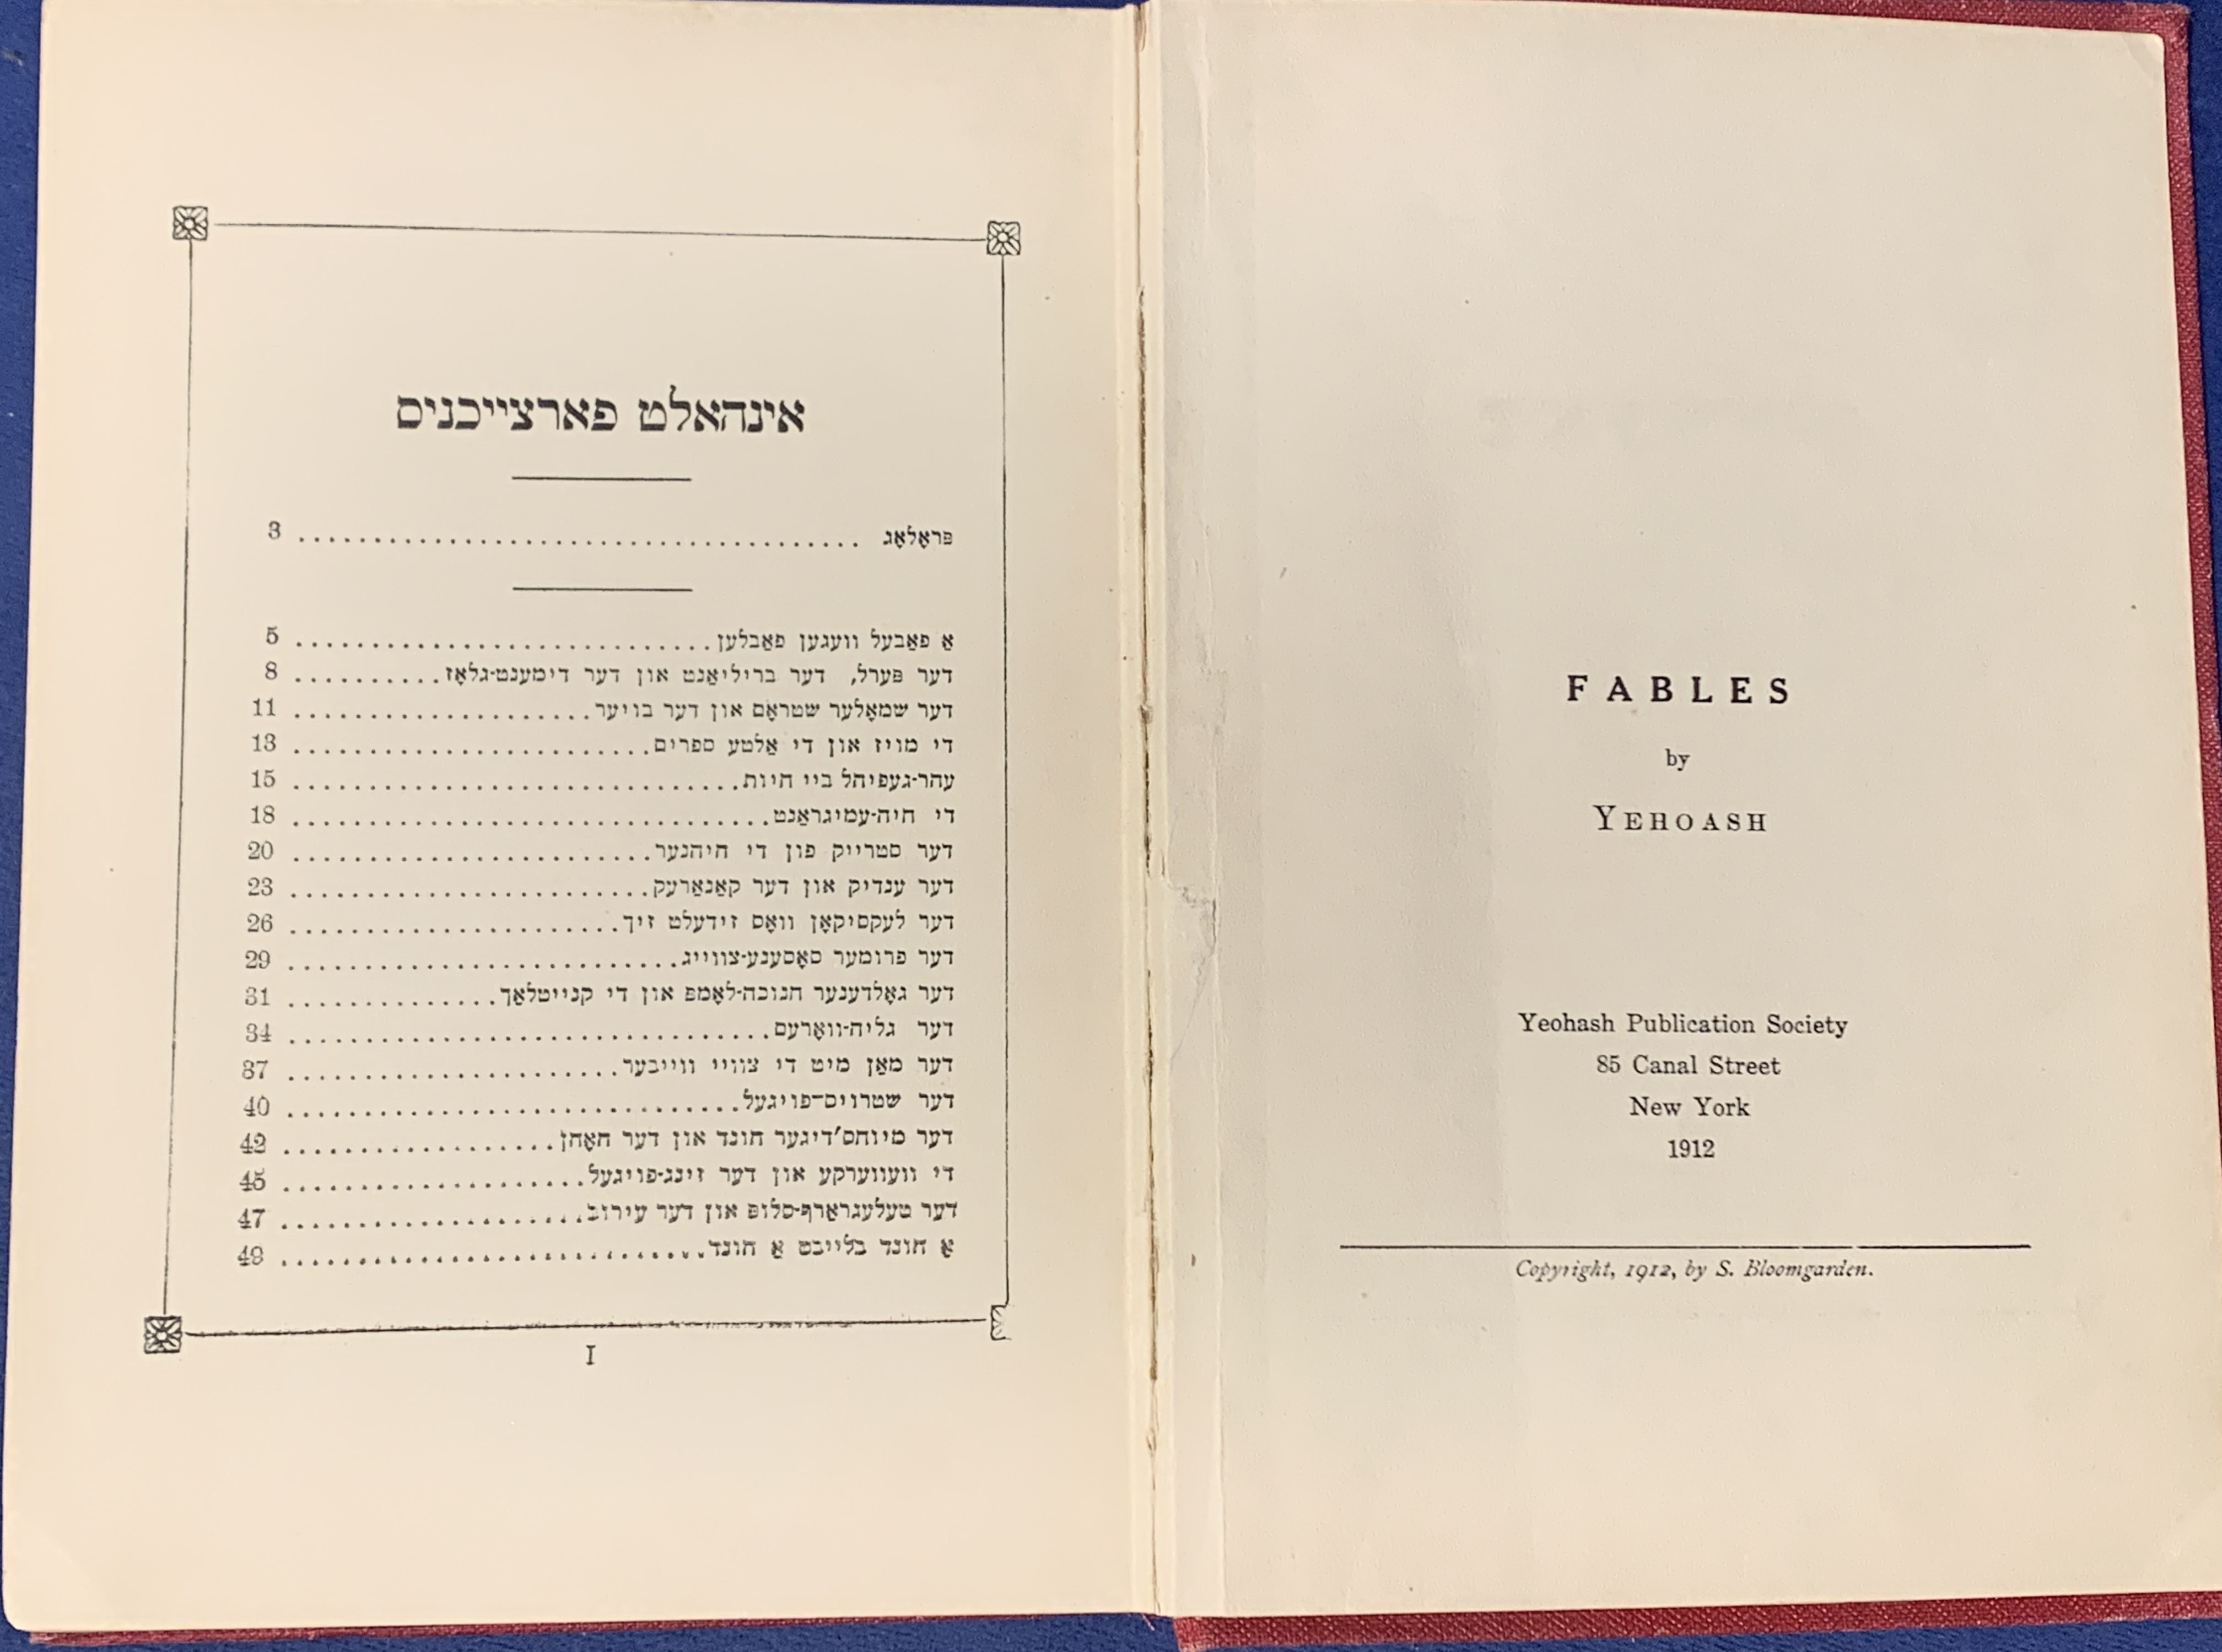 FABLES
by
YEHOASH
Yeohash Publication Society
85 Canal Street
New York
1912
Copyright, 1912, by S. Bloomgarden.
אינהאלט פארצייכניס
פּראָלאָג ........ 3
אַ פאַבעל וועגען פאַבלען ........ 5
דער פּערל, דער בריליאַנט און דער דימענט-גלאָז ........ 8
דער שמאָלער שטראָם און דער בויער ........ 11
די מויז און די אַלטע ספרים ........ 13
עהר-געפיהל ביי חיות ........ 15
די חיה-עמיגראַנט ........ 18
דער סטרייק פון די היהנער ........ 20
דער ענדיק און דער קאַנאַרעק ........ 23
דער לעקסיקאָן וואָס זידעלט זיך ........ 26
דער פרומער סאָסנע-צווייג ........ 29
דער גאָלדענער חנוכה-לאָמפּ און די קנייטלאַך ........ 31
דער גליה-וואָרעם ........ 34
דער מאַן מיט די צוויי ווייבער ........ 37
דער שטרויס-פויגעל ........ 40
דער מיוחס'דיגער הונד און דער האָהן ........ 42
די וועווערקע און דער זינג-פויגעל ........ 45
דער טעלעגראַף-סלופּ און דער עירוב ........ 47
אַ הונד בלייבט אַ הונד ........ 49
I